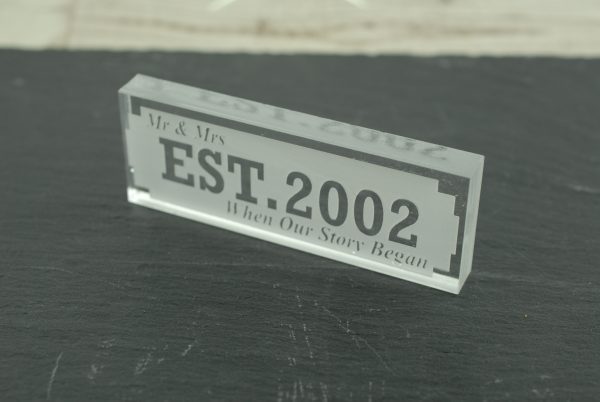 Mr & Mrs
EST.2002
When Our Story Began